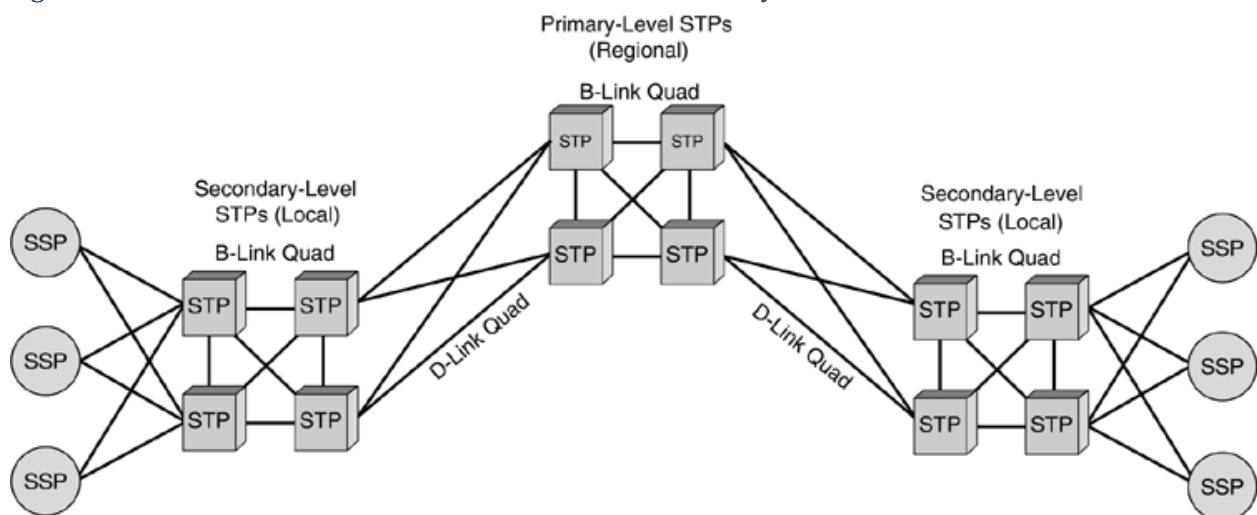 Primary-Level STPs
(Regional)
B-Link Quad
STP
STP
STP
STP
Secondary-Level
STPs (Local)
B-Link Quad
STP
STP
STP
STP
SSP
SSP
SSP
D-Link Quad
D-Link Quad
Secondary-Level
STPs (Local)
B-Link Quad
STP
STP
STP
STP
SSP
SSP
SSP